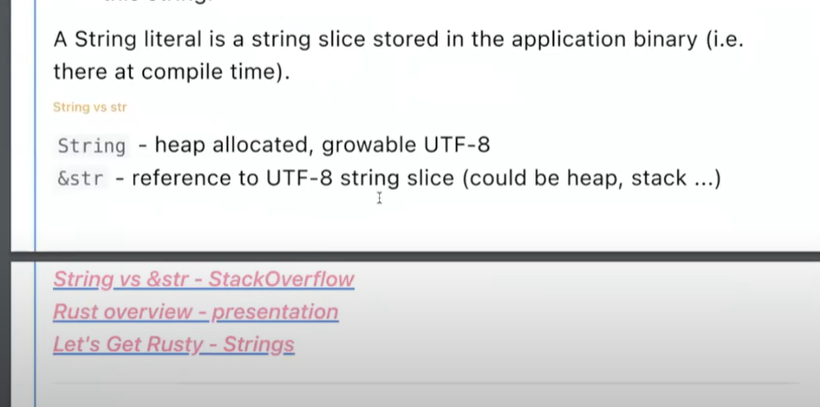 A String literal is a string slice stored in the application binary (i.e.
there at compile time).
String vs str
String - heap allocated, growable UTF-8
&str - reference to UTF-8 string slice (could be heap, stack ...)
String vs &str - StackOverflow
Rust overview - presentation
Let's Get Rusty - Strings